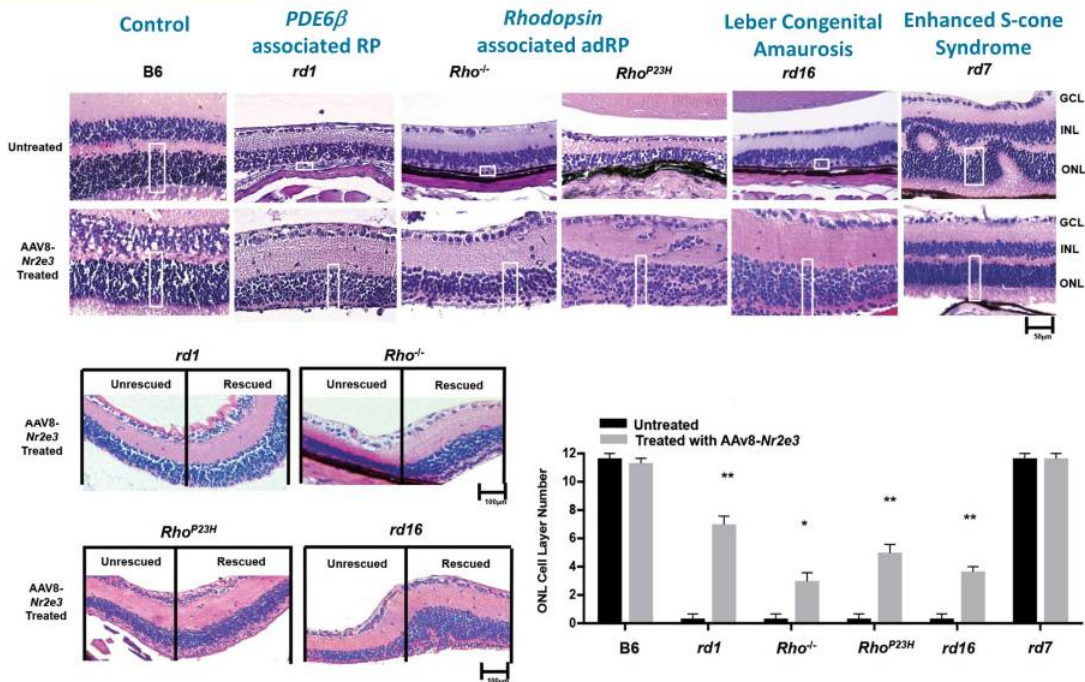 Control
PDE6β
associated RP
Rhodopsin
associated adRP
Leber Congenital
Amaurosis
Enhanced S-cone
Syndrome
B6
rd1
Rho-/-
RhoP23H
rd16
rd7
Untreated
GCL
INL
ONL
AAV8-
Nr2e3
Treated
GCL
INL
ONL
50µm
rd1
Rho-/-
Unrescued
Rescued
Unrescued
Rescued
AAV8-
Nr2e3
Treated
100µm
RhoP23H
rd16
Unrescued
Rescued
Unrescued
Rescued
AAV8-
Nr2e3
Treated
100µm
Untreated
Treated with AAv8-Nr2e3
ONL Cell Layer Number
12
10
8
6
4
2
0
**
*
**
**
B6
rd1
Rho-/-
RhoP23H
rd16
rd7